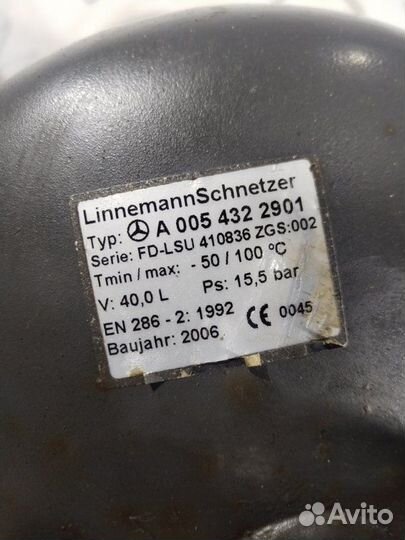 LinnemannSchnetzer
Typ: A 005 432 2901
Serie: FD-LSU 410836 ZGS:002
Tmin / max: - 50 / 100 °C
V: 40,0 L Ps: 15,5 bar
EN 286 - 2: 1992 CE 0045
Baujahr: 2006
Avito